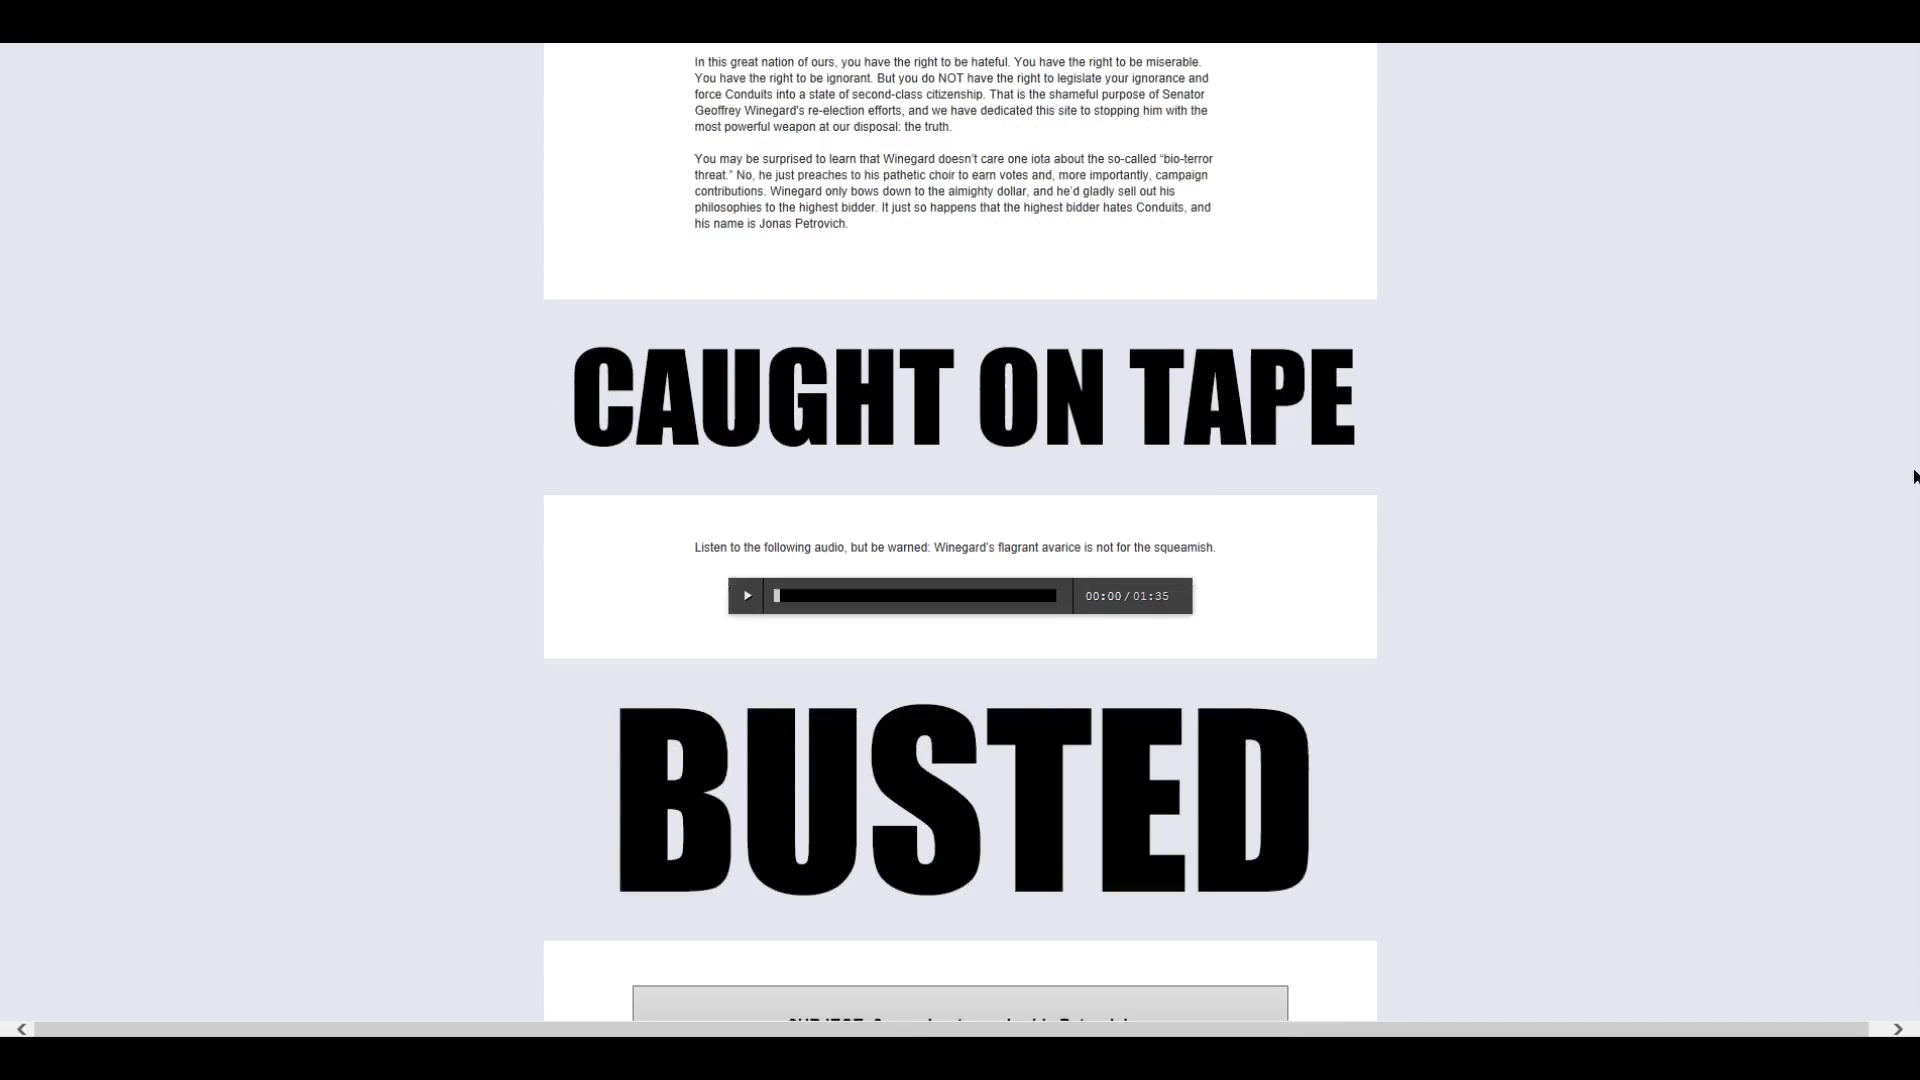 In this great nation of ours, you have the right to be hateful. You have the right to be miserable.
You have the right to be ignorant. But you do NOT have the right to legislate your ignorance and
force Conduits into a state of second-class citizenship. That is the shameful purpose of Senator
Geoffrey Winegard's re-election efforts, and we have dedicated this site to stopping him with the
most powerful weapon at our disposal: the truth.
You may be surprised to learn that Winegard doesn't care one iota about the so-called “bio-terror
threat.” No, he just preaches to his pathetic choir to earn votes and, more importantly, campaign
contributions. Winegard only bows down to the almighty dollar, and he'd gladly sell out his
philosophies to the highest bidder. It just so happens that the highest bidder hates Conduits, and
his name is Jonas Petrovich.
CAUGHT ON TAPE
Listen to the following audio, but be warned: Winegard's flagrant avarice is not for the squeamish.
00:00 / 01:35
BUSTED